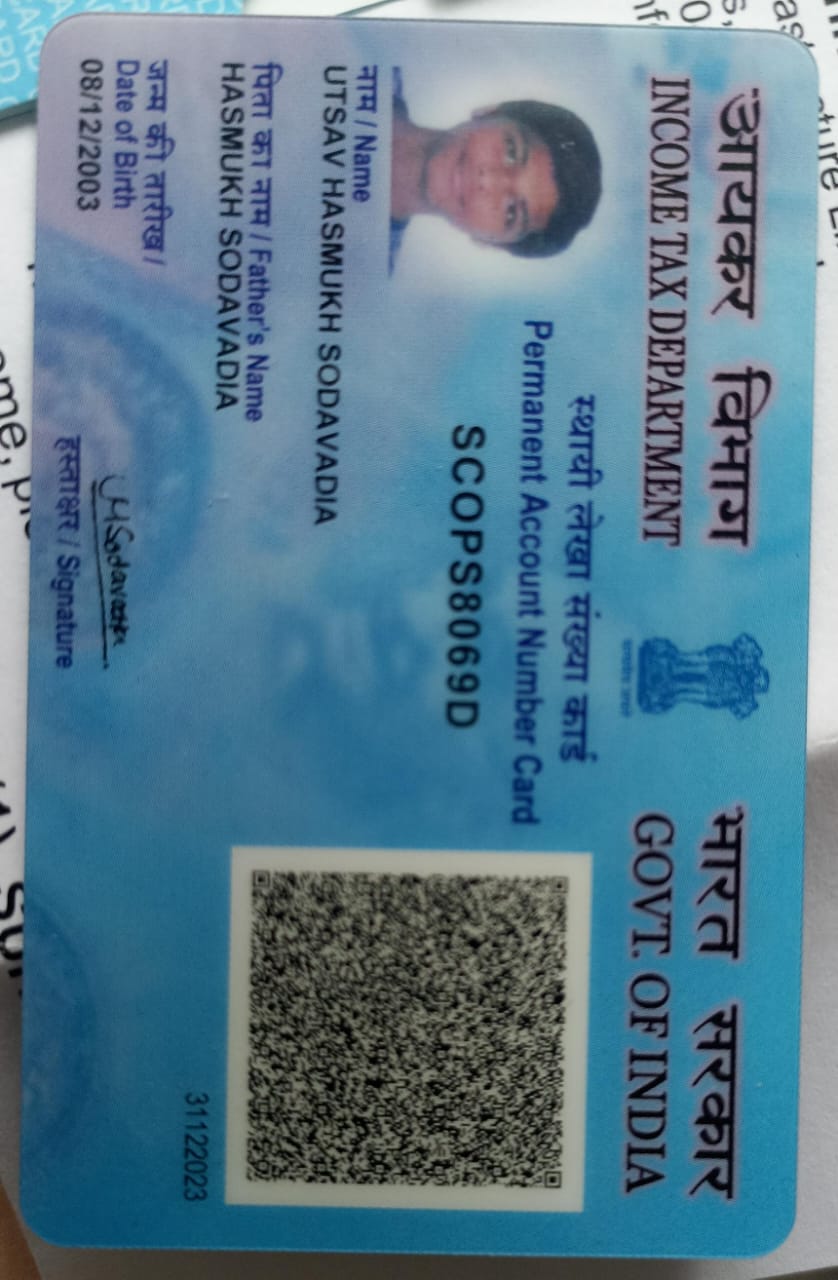 आयकर विभाग
INCOME TAX DEPARTMENT
भारत सरकार
GOVT. OF INDIA
स्थायी लेखा संख्या कार्ड
Permanent Account Number Card
SCOPS8069D
नाम / Name
UTSAV HASMUKH SODAVADIA
पिता का नाम / Father's Name
HASMUKH SODAVADIA
जन्म की तारीख /
Date of Birth
08/12/2003
हस्ताक्षर / Signature
31122023